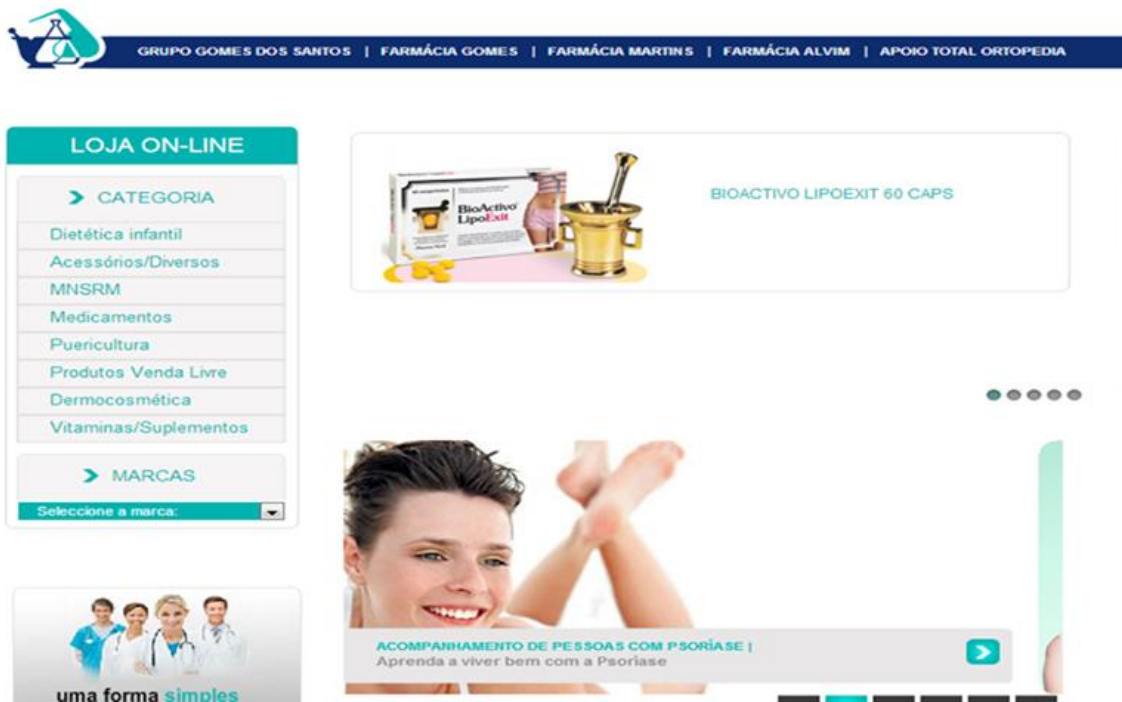 GRUPO GOMES DOS SANTOS | FARMÁCIA GOMES | FARMÁCIA MARTINS | FARMÁCIA ALVIM | APOIO TOTAL ORTOPEDIA
LOJA ON-LINE
CATEGORIA
Dietética infantil
Acessórios/Diversos
MNSRM
Medicamentos
Puericultura
Produtos Venda Livre
Dermocosmética
Vitaminas/Suplementos
MARCAS
Seleccione a marca:
BioActivo
LipoExit
BIOACTIVO LIPOEXIT 60 CAPS
ACOMPANHAMENTO DE PESSOAS COM PSORÌASE |
Aprenda a viver bem com a Psorìase
uma forma simples